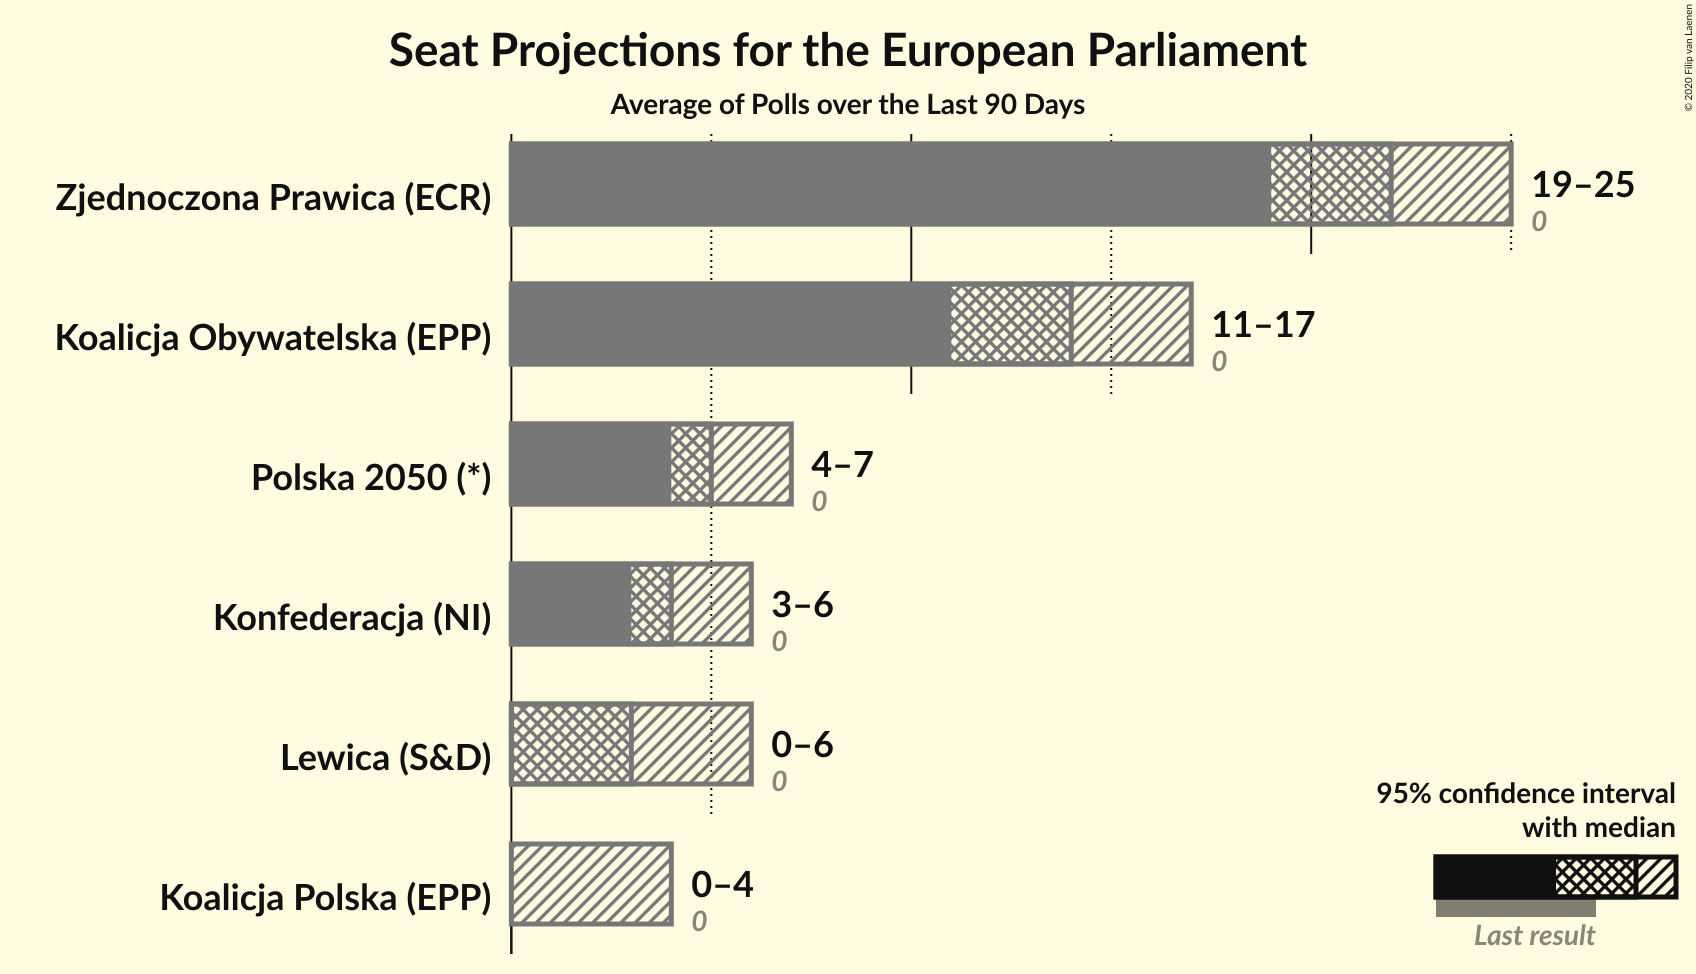 Seat Projections for the European Parliament
Average of Polls over the Last 90 Days
© 2020 Filip van Laenen
Zjednoczona Prawica (ECR)
19–25
0
Koalicja Obywatelska (EPP)
11–17
0
Polska 2050 (*)
4–7
0
Konfederacja (NI)
3–6
0
Lewica (S&D)
0–6
0
Koalicja Polska (EPP)
0–4
0
95% confidence interval
with median
Last result